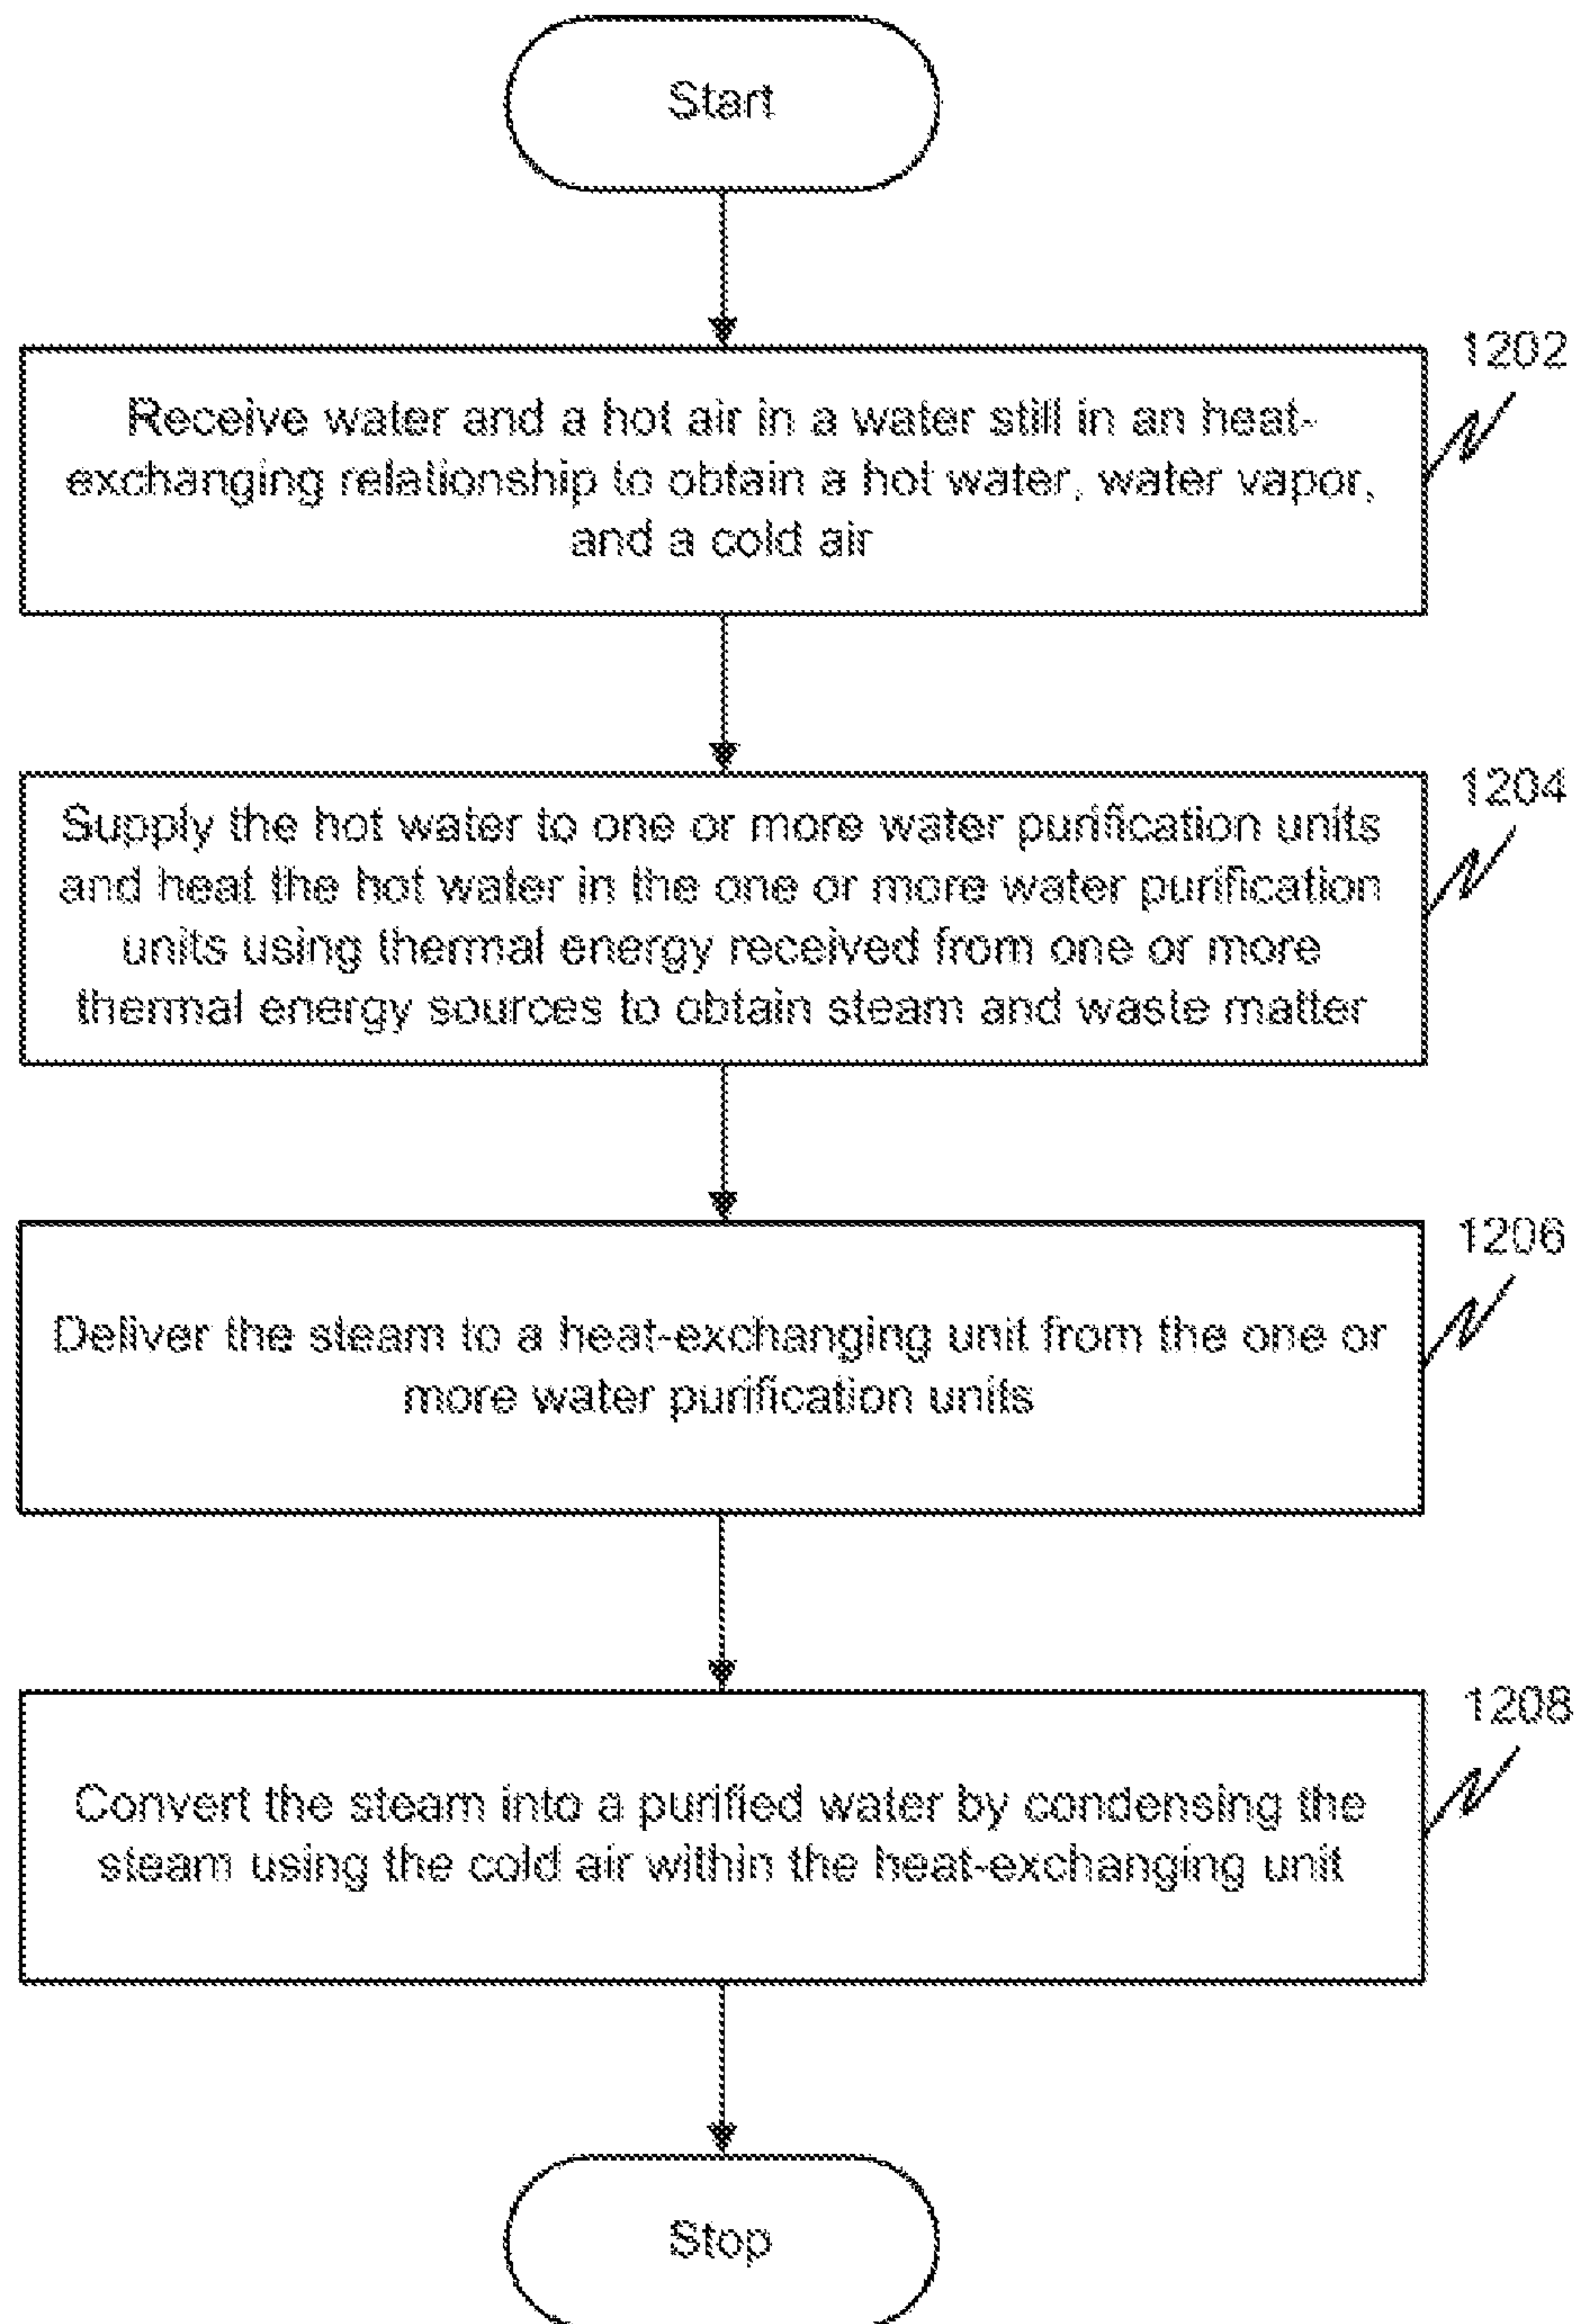 Start
1202
Receive water and a hot air in a water still in an heat-
exchanging relationship to obtain a hot water, water vapor,
and a cold air
1204
Supply the hot water to one or more water purification units
and heat the hot water in the one or more water purification
units using thermal energy received from one or more
thermal energy sources to obtain steam and waste matter
1206
Deliver the steam to a heat-exchanging unit from the one or
more water purification units
1208
Convert the steam into a purified water by condensing the
steam using the cold air within the heat-exchanging unit
Stop